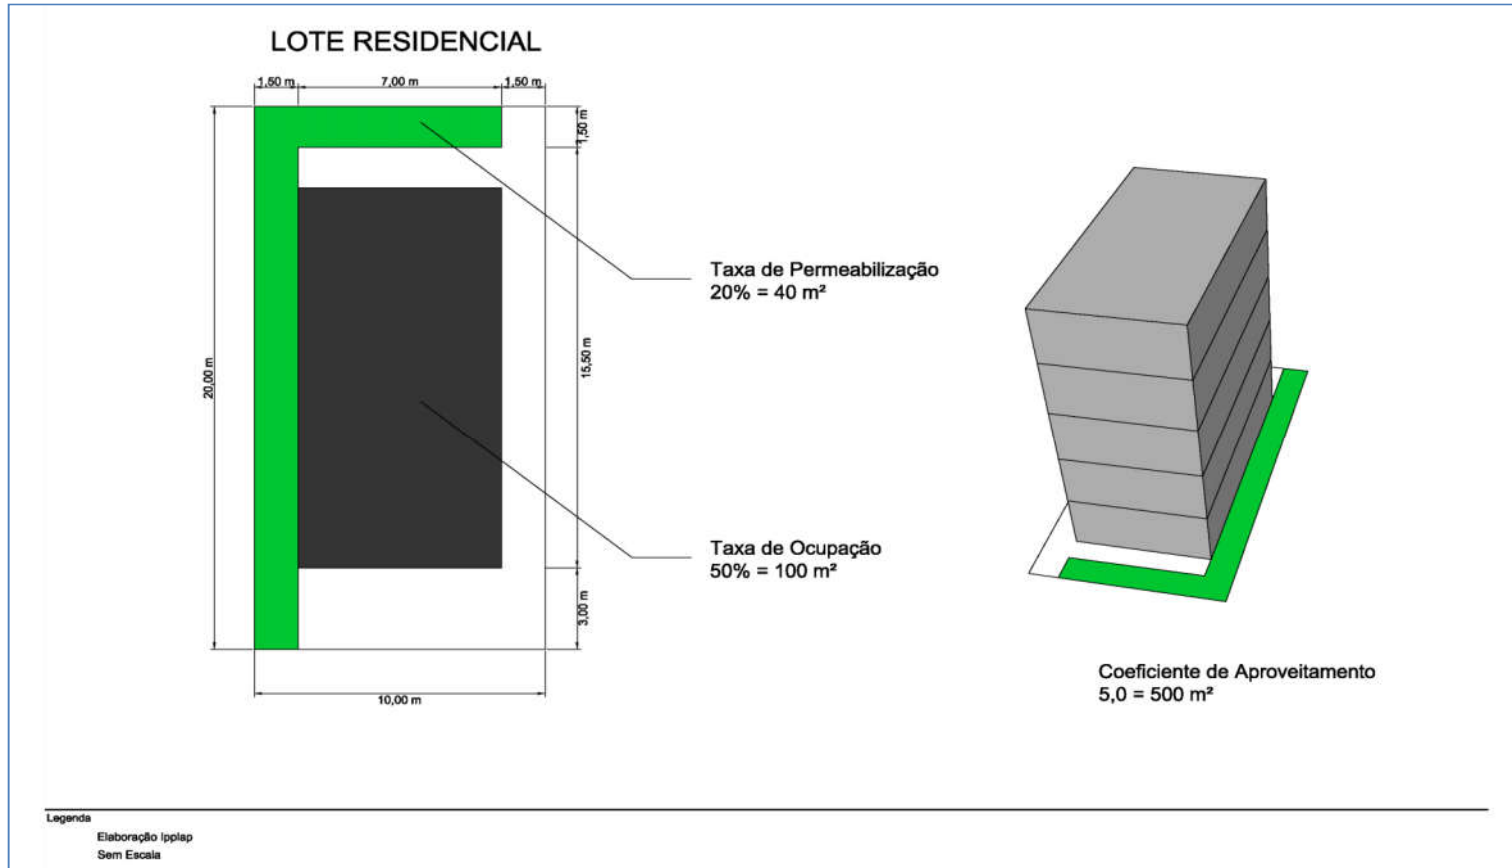 LOTE RESIDENCIAL
1,50 m 7,00 m 1,50 m
1,50 m
Taxa de Permeabilização
20% = 40 m²
20,00 m
15,50 m
Taxa de Ocupação
50% = 100 m²
3,00 m
10,00 m
Coeficiente de Aproveitamento
5,0 = 500 m²
Legenda
Elaboração Ipplap
Sem Escala